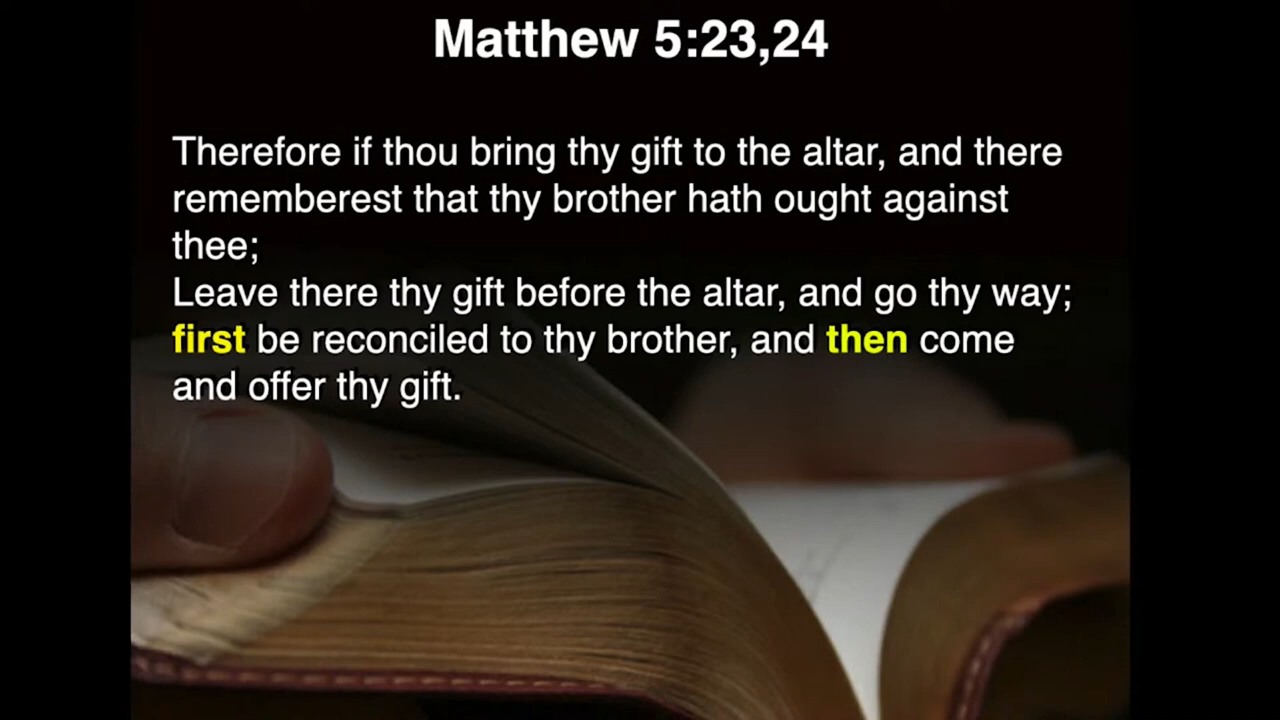 Matthew 5:23,24
Therefore if thou bring thy gift to the altar, and there
rememberest that thy brother hath ought against
thee;
Leave there thy gift before the altar, and go thy way;
first be reconciled to thy brother, and then come
and offer thy gift.